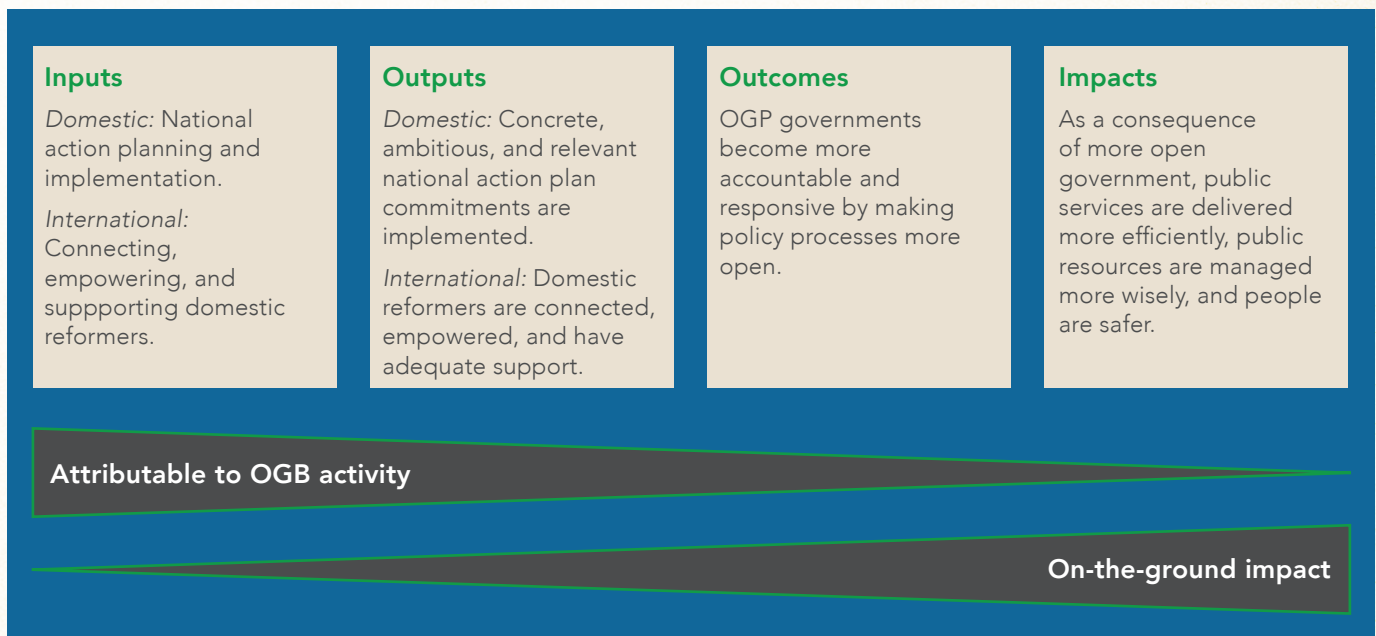 Inputs
Domestic: National
action planning and
implementation.
International:
Connecting,
empowering, and
suppporting domestic
reformers.
Outputs
Domestic: Concrete,
ambitious, and relevant
national action plan
commitments are
implemented.
International: Domestic
reformers are connected,
empowered, and have
adequate support.
Outcomes
OGP governments
become more
accountable and
responsive by making
policy processes more
open.
Impacts
As a consequence
of more open
government, public
services are delivered
more efficiently, public
resources are managed
more wisely, and people
are safer.
Attributable to OGB activity
On-the-ground impact